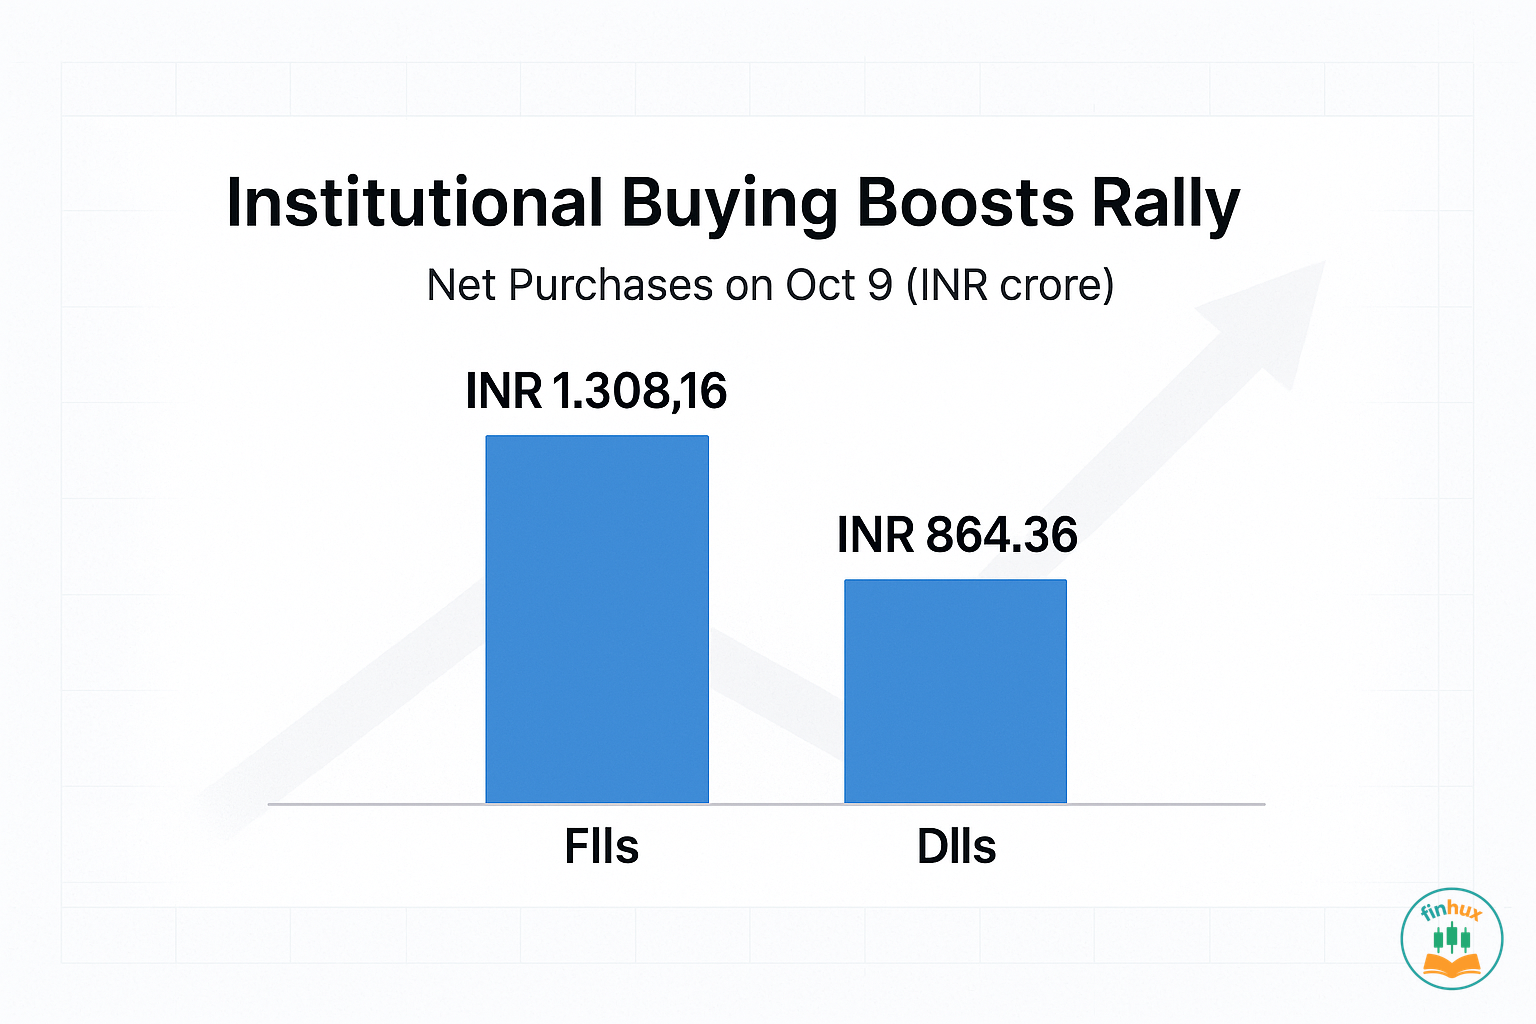 Institutional Buying Boosts Rally
Net Purchases on Oct 9 (INR crore)
INR 1.308,16
INR 864.36
FIIs
DIIs
finhux